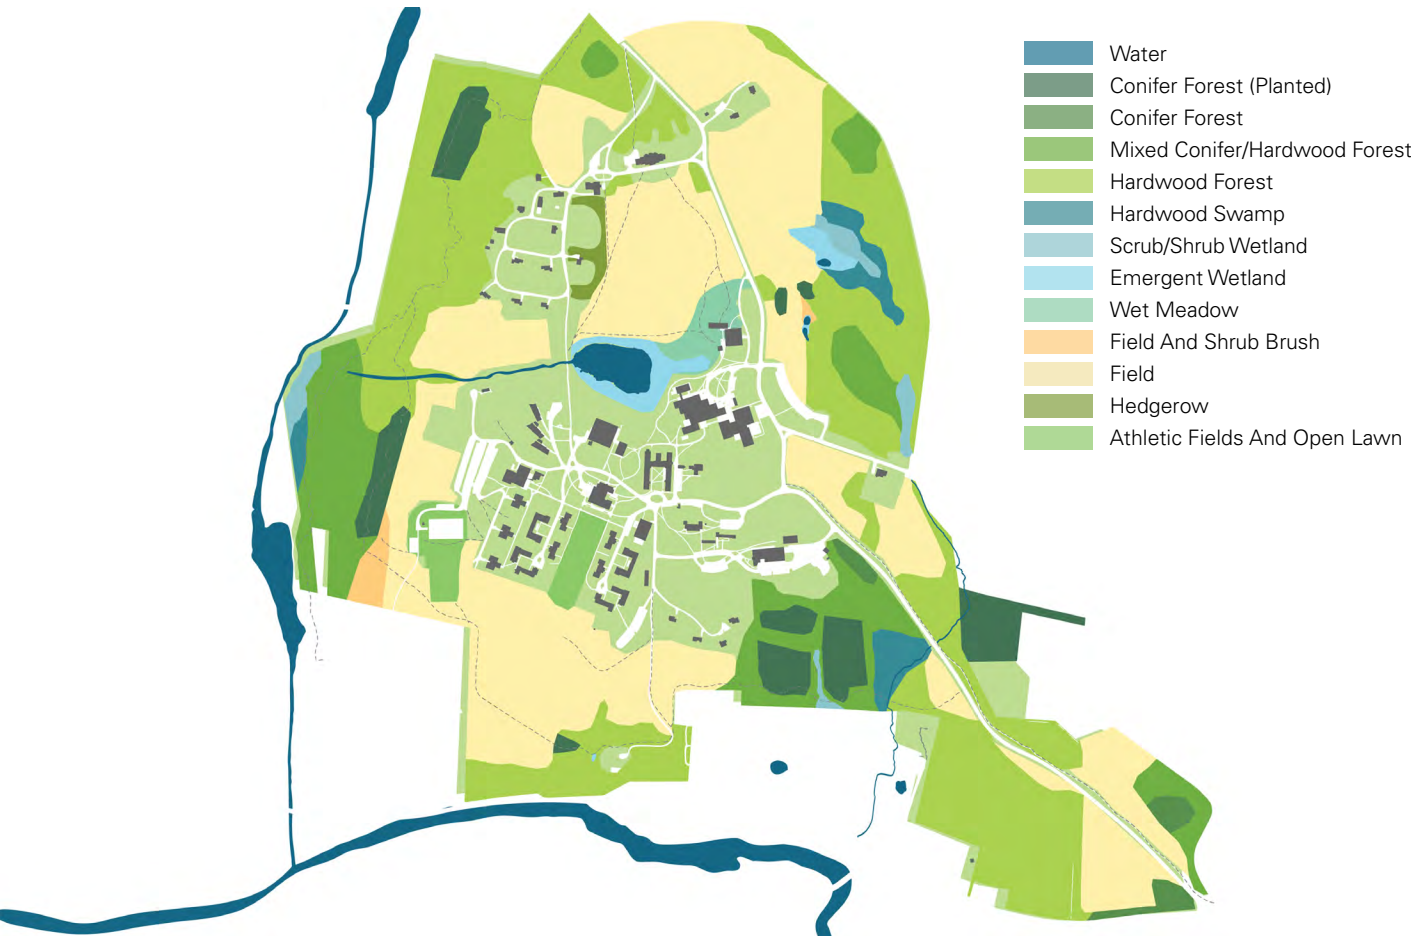 Water
Conifer Forest (Planted)
Conifer Forest
Mixed Conifer/Hardwood Forest
Hardwood Forest
Hardwood Swamp
Scrub/Shrub Wetland
Emergent Wetland
Wet Meadow
Field And Shrub Brush
Field
Hedgerow
Athletic Fields And Open Lawn